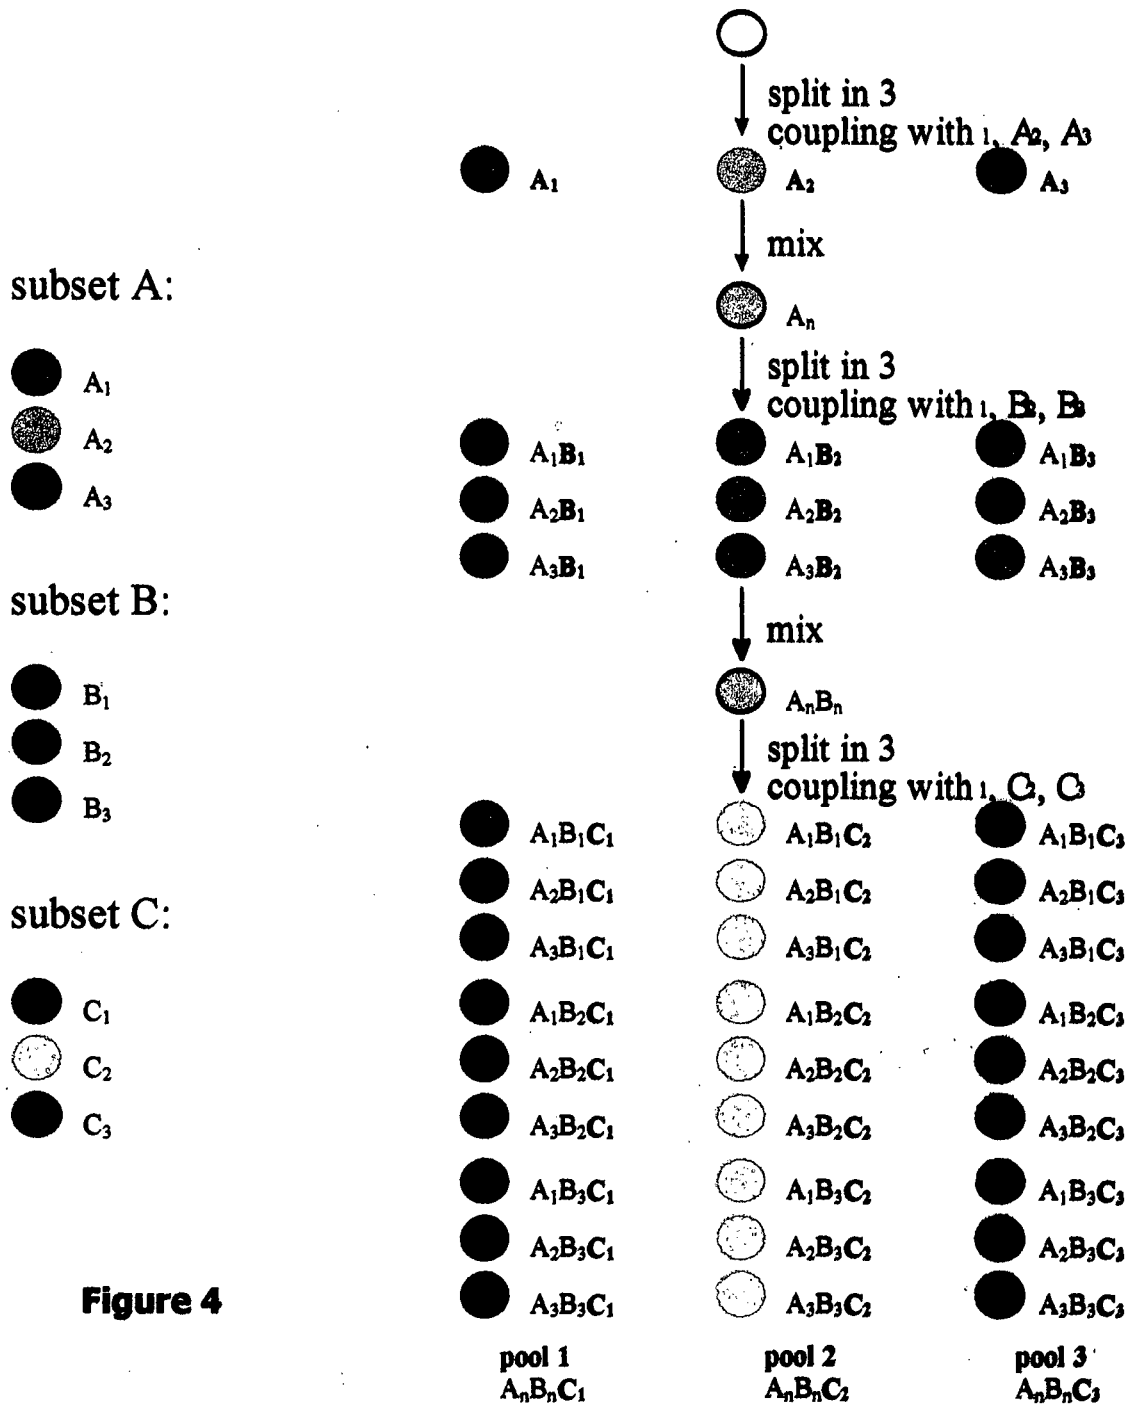 split in 3
coupling with 1, A2, A3
A1 A2 A3
mix
subset A:
An
A1
A2
A3
split in 3
coupling with 1, B2, B3
A1B1 A1B2 A1B3
A2B1 A2B2 A2B3
A3B1 A3B2 A3B3
subset B:
mix
B1
B2
B3
AnBn
split in 3
coupling with 1, C2, C3
A1B1C1 A1B1C2 A1B1C3
A2B1C1 A2B1C2 A2B1C3
subset C:
A3B1C1 A3B1C2 A3B1C3
C1
C2
C3
A1B2C1 A1B2C2 A1B2C3
A2B2C1 A2B2C2 A2B2C3
A3B2C1 A3B2C2 A3B2C3
A1B3C1 A1B3C2 A1B3C3
A2B3C1 A2B3C2 A2B3C3
A3B3C1 A3B3C2 A3B3C3
Figure 4
pool 1 pool 2 pool 3
AnBnC1 AnBnC2 AnBnC3